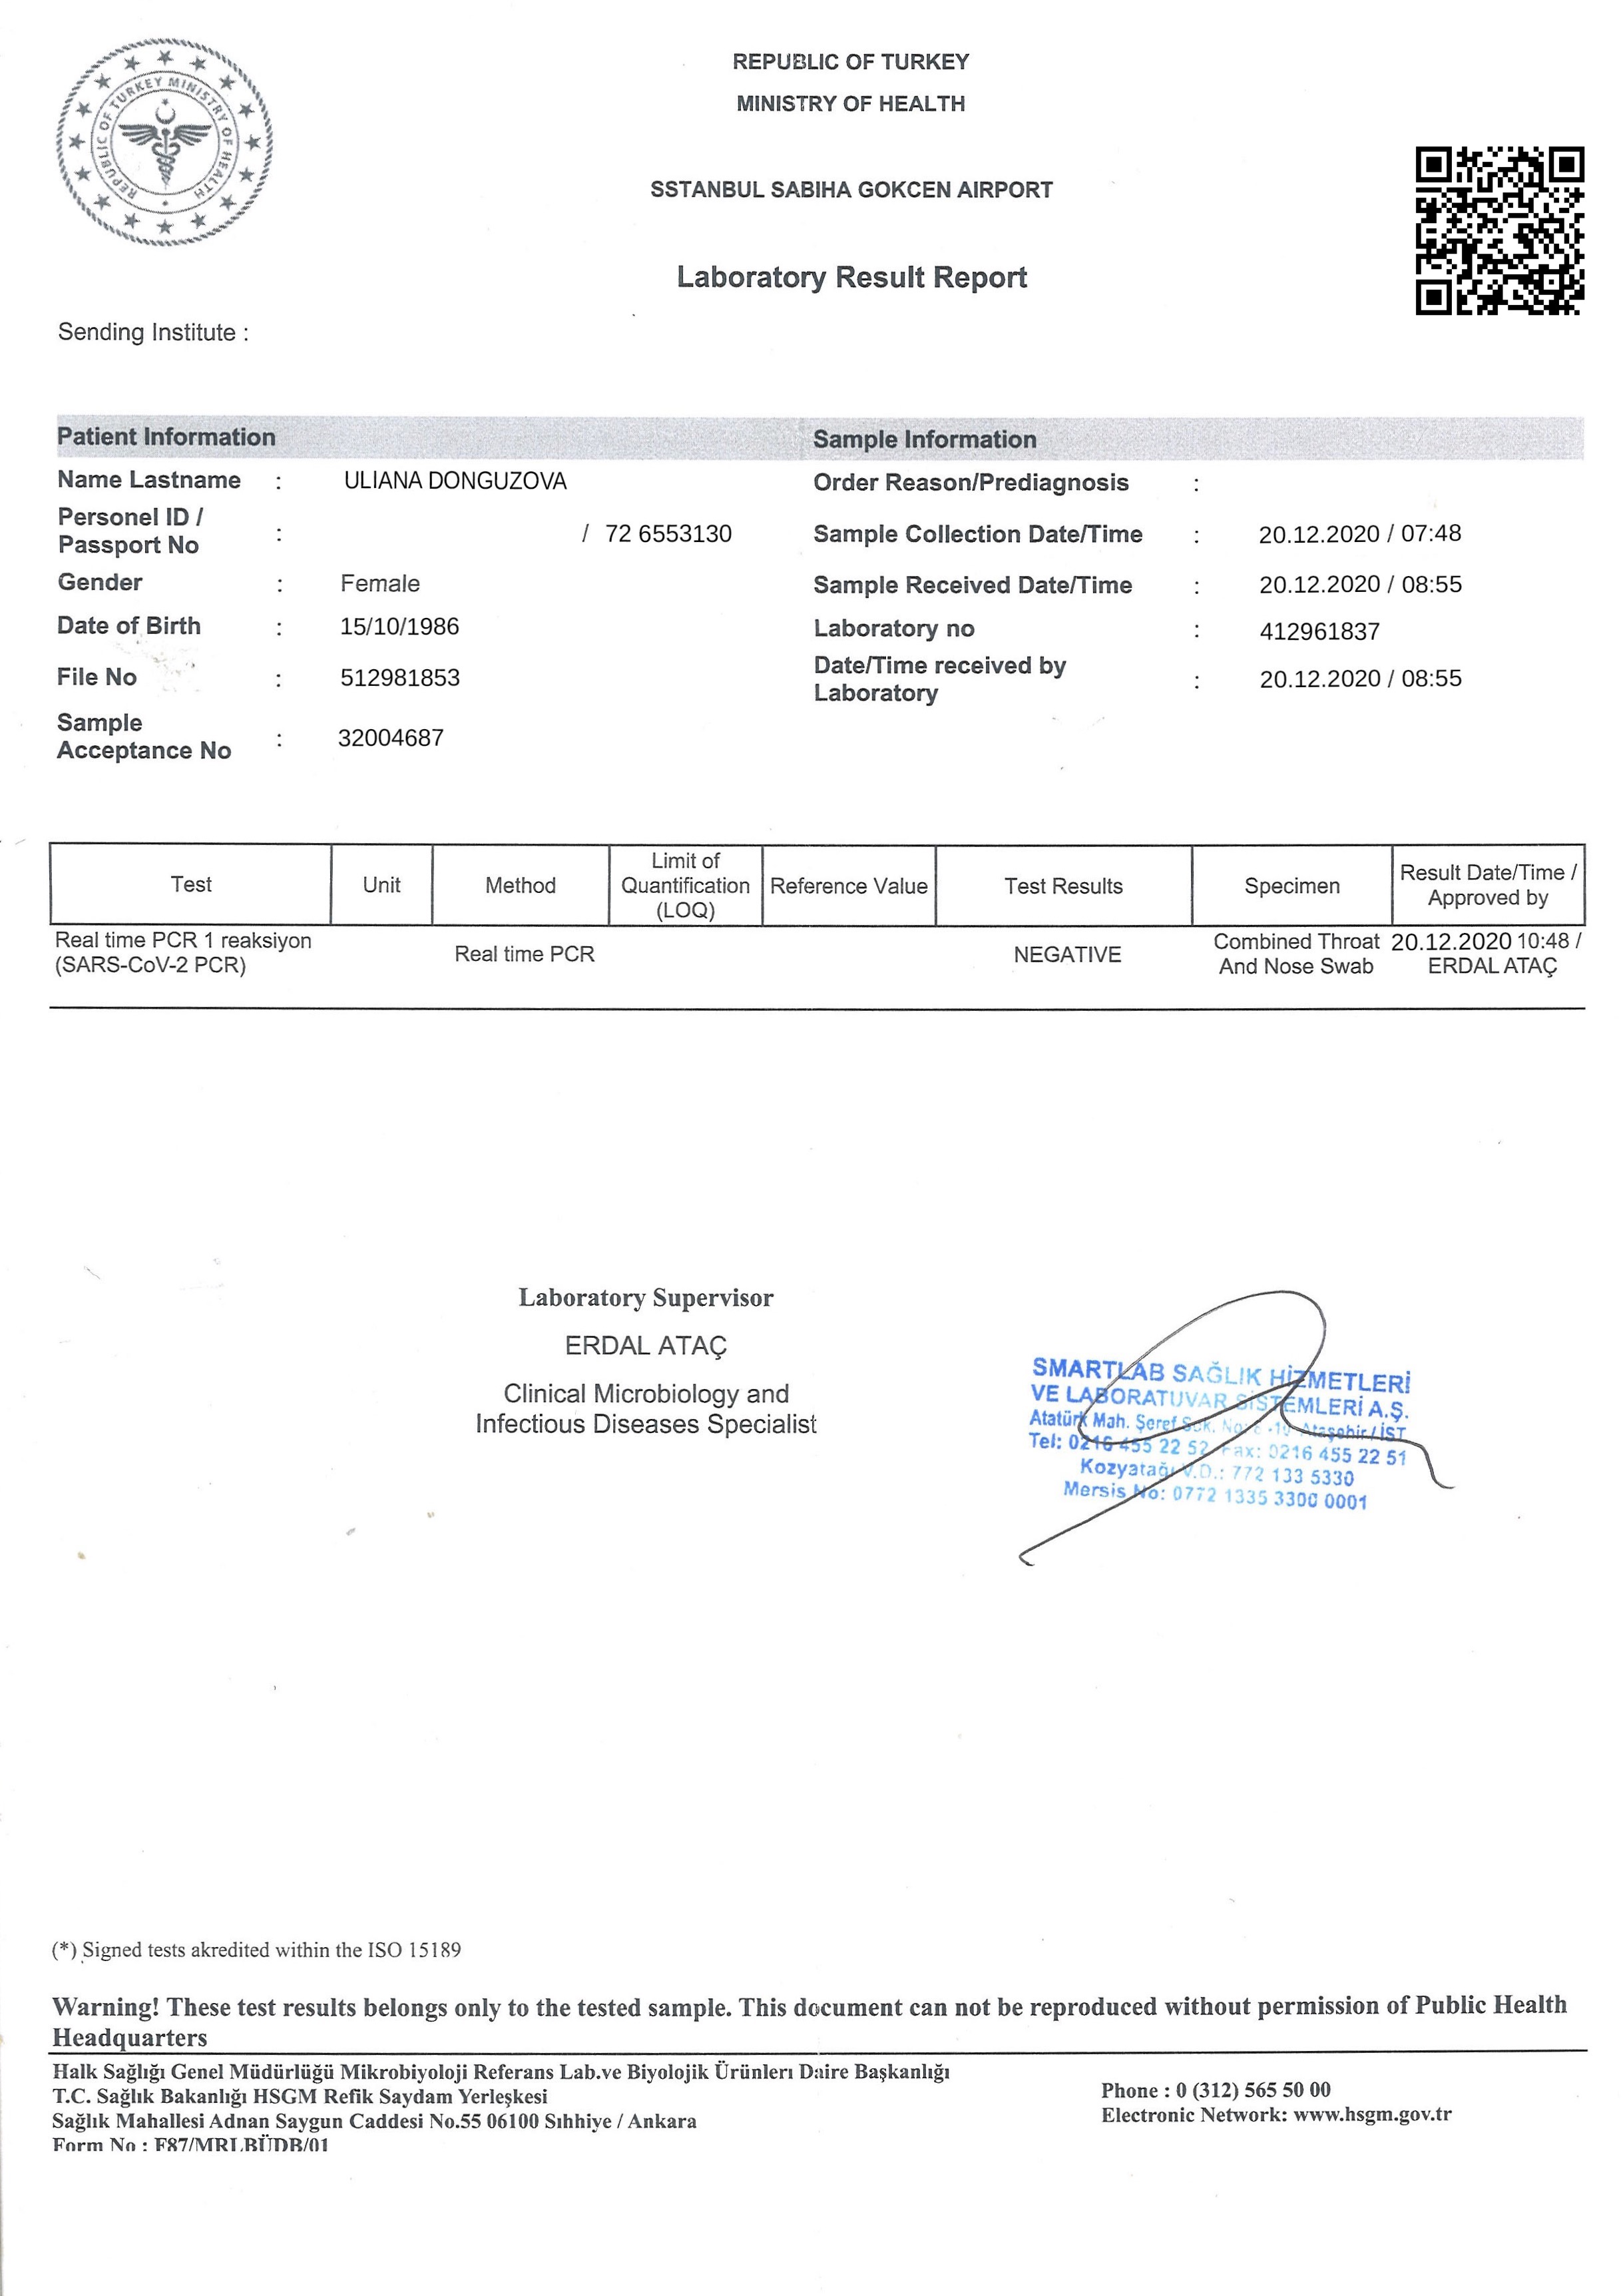 REPUBLIC OF TURKEY MINISTRY OF HEALTH
REPUBLIC OF TURKEY
MINISTRY OF HEALTH
SSTANBUL SABIHA GOKCEN AIRPORT
Laboratory Result Report
Sending Institute :
Patient Information
Name Lastname : ULIANA DONGUZOVA
Personel ID /
Passport No : / 72 6553130
Gender : Female
Date of Birth : 15/10/1986
File No : 512981853
Sample
Acceptance No : 32004687
Sample Information
Order Reason/Prediagnosis :
Sample Collection Date/Time : 20.12.2020 / 07:48
Sample Received Date/Time : 20.12.2020 / 08:55
Laboratory no : 412961837
Date/Time received by
Laboratory : 20.12.2020 / 08:55
Test Unit Method Limit of Quantification (LOQ) Reference Value Test Results Specimen Result Date/Time / Approved by
Real time PCR 1 reaksiyon Real time PCR NEGATIVE Combined Throat 20.12.2020 10:48 /
(SARS-CoV-2 PCR) And Nose Swab ERDAL ATAÇ
Laboratory Supervisor
ERDAL ATAÇ
Clinical Microbiology and
Infectious Diseases Specialist
SMARTLAB SAĞLIK HİZMETLERİ
VE LABORATUVAR SİSTEMLERİ A.Ş.
Atatürk Mah. Şeref Sok. No: Ataşehir / İST
Tel: 0216 455 22 52 Fax: 0216 455 22 51
Kozyatağı V.D.: 772 133 5330
Mersis No: 0772 1335 3300 0001
(*) Signed tests akredited within the ISO 15189
Warning! These test results belongs only to the tested sample. This document can not be reproduced without permission of Public Health
Headquarters
Halk Sağlığı Genel Müdürlüğü Mikrobiyoloji Referans Lab.ve Biyolojik Ürünlerı Daire Başkanlığı
T.C. Sağlık Bakanlığı HSGM Refik Saydam Yerleşkesi
Sağlık Mahallesi Adnan Saygun Caddesi No.55 06100 Sıhhiye / Ankara
Form No : F87/MRLBÜDB/01
Phone : 0 (312) 565 50 00
Electronic Network: www.hsgm.gov.tr